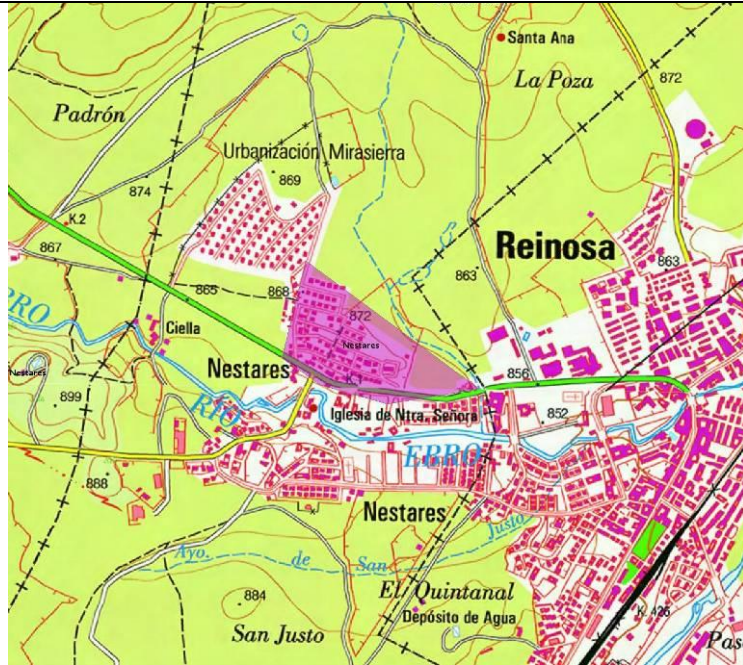 Santa Ana
La Poza
872
Padrón
Urbanización Mirasierra
869
874
K.2
Reinosa
867
863
863
868
865
872
Ciella
Nestares
Nestares
Nestares
K.1
856
899
Iglesia de Ntra. Señora
852
RÍO
EBRO
888
Nestares
Justo
Ayo. de San
El Quintanal
884
Depósito de Agua
K.426
San Justo
Pas